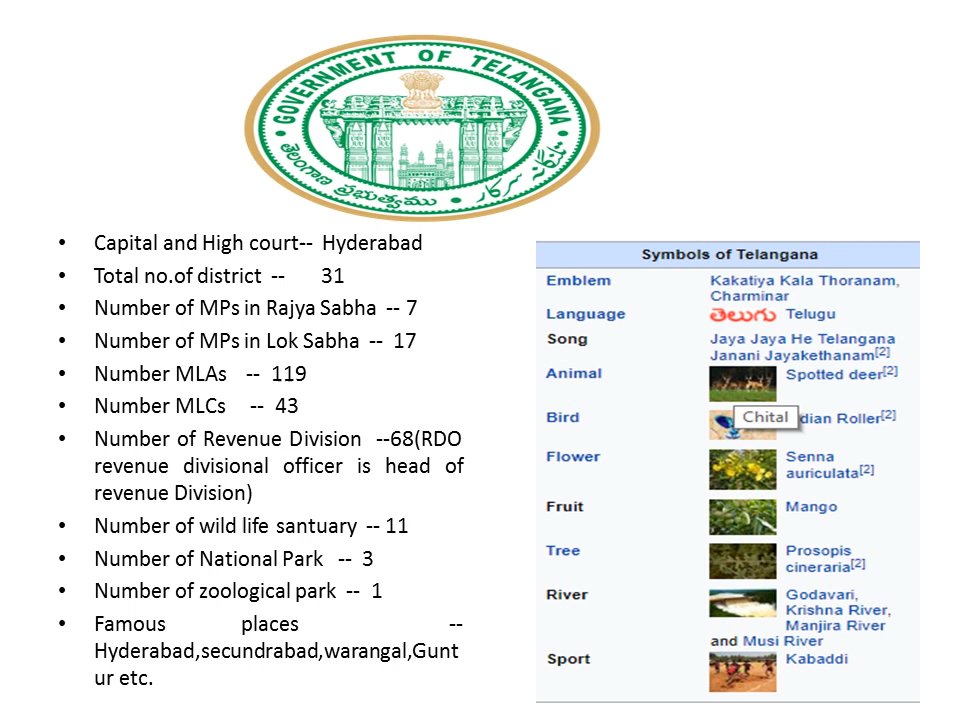 GOVERNMENT OF TELANGANA
తెలంగాణ ప్రభుత్వము
تلنگانہ سرکار
• Capital and High court-- Hyderabad
• Total no.of district -- 31
• Number of MPs in Rajya Sabha -- 7
• Number of MPs in Lok Sabha -- 17
• Number MLAs -- 119
• Number MLCs -- 43
• Number of Revenue Division --68(RDO
revenue divisional officer is head of
revenue Division)
• Number of wild life santuary -- 11
• Number of National Park -- 3
• Number of zoological park -- 1
• Famous places --
Hyderabad,secundrabad,warangal,Gunt
ur etc.
Symbols of Telangana
Emblem Kakatiya Kala Thoranam,
Charminar
Language తెలుగు Telugu
Song Jaya Jaya He Telangana
Janani Jayakethanam[2]
Animal Spotted deer[2]
Chital
Bird dian Roller[2]
Flower Senna
auriculata[2]
Fruit Mango
Tree Prosopis
cineraria[2]
River Godavari,
Krishna River,
Manjira River
and Musi River
Sport Kabaddi